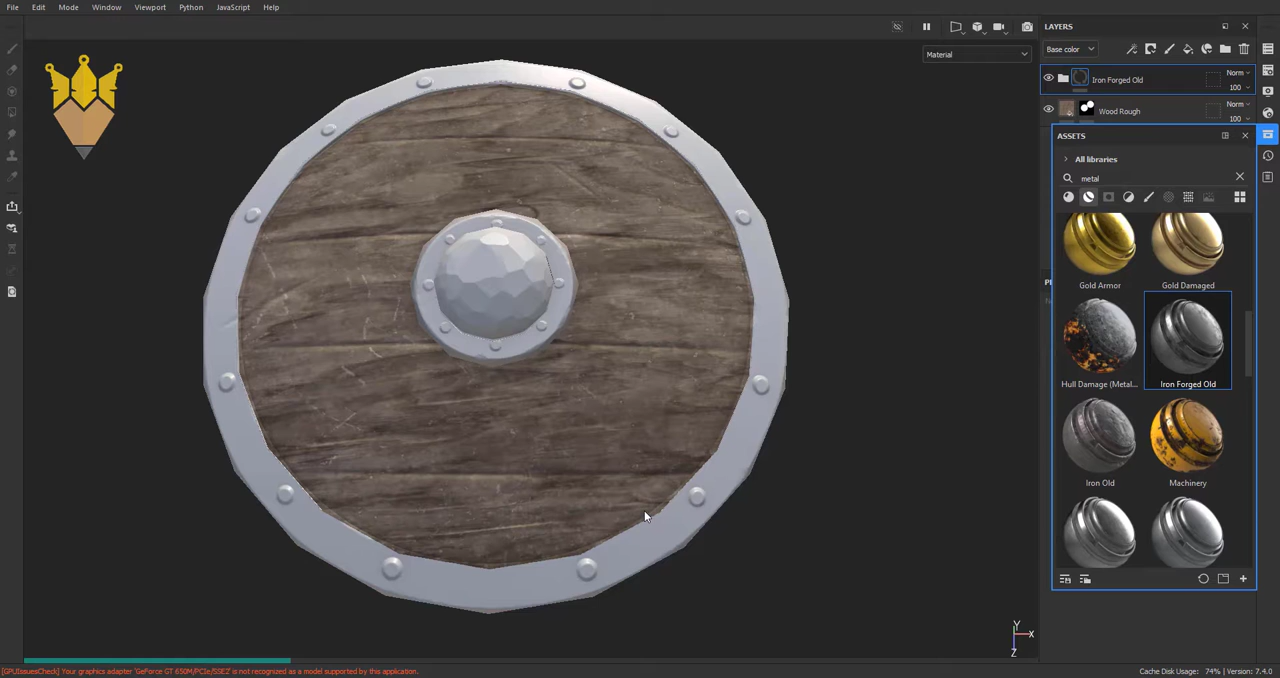 File Edit Mode Window Viewport Python JavaScript Help
Material
LAYERS
Base color
Iron Forged Old
Norm
100
Wood Rough
Norm
100
ASSETS
All libraries
metal
Gold Armor
Gold Damaged
Hull Damage (Metal...
Iron Forged Old
Iron Old
Machinery
Y
X
Z
[GPUIssuesCheck] Your graphics adapter 'GeForce GT 650M/PCIe/SSE2' is not recognized as a model supported by this application.
Cache Disk Usage: 74% | Version: 7.4.0